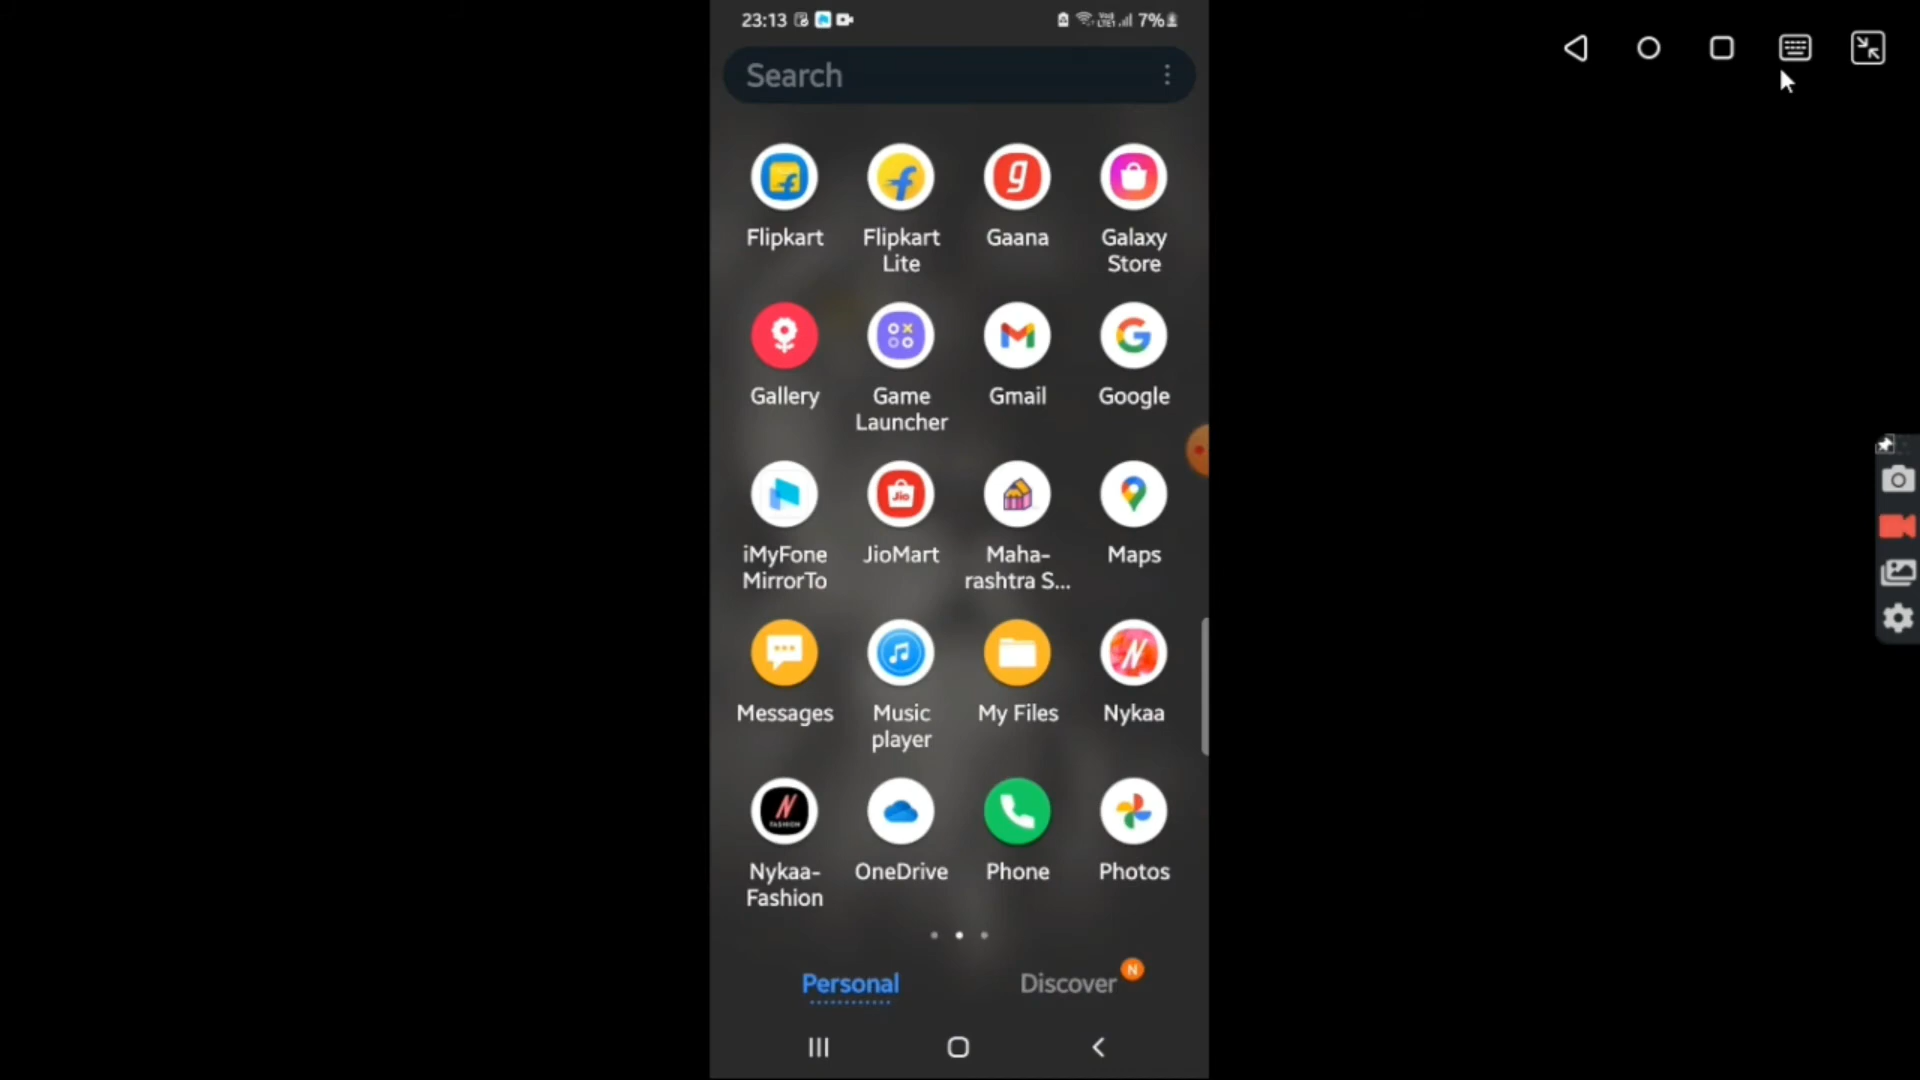 23:13 7%
Search
Flipkart Flipkart Gaana Galaxy
Lite Store
Gallery Game Gmail Google
Launcher
iMyFone JioMart Maha- Maps
MirrorTo rashtra S...
Messages Music My Files Nykaa
player
Nykaa- OneDrive Phone Photos
Fashion
Personal Discover N